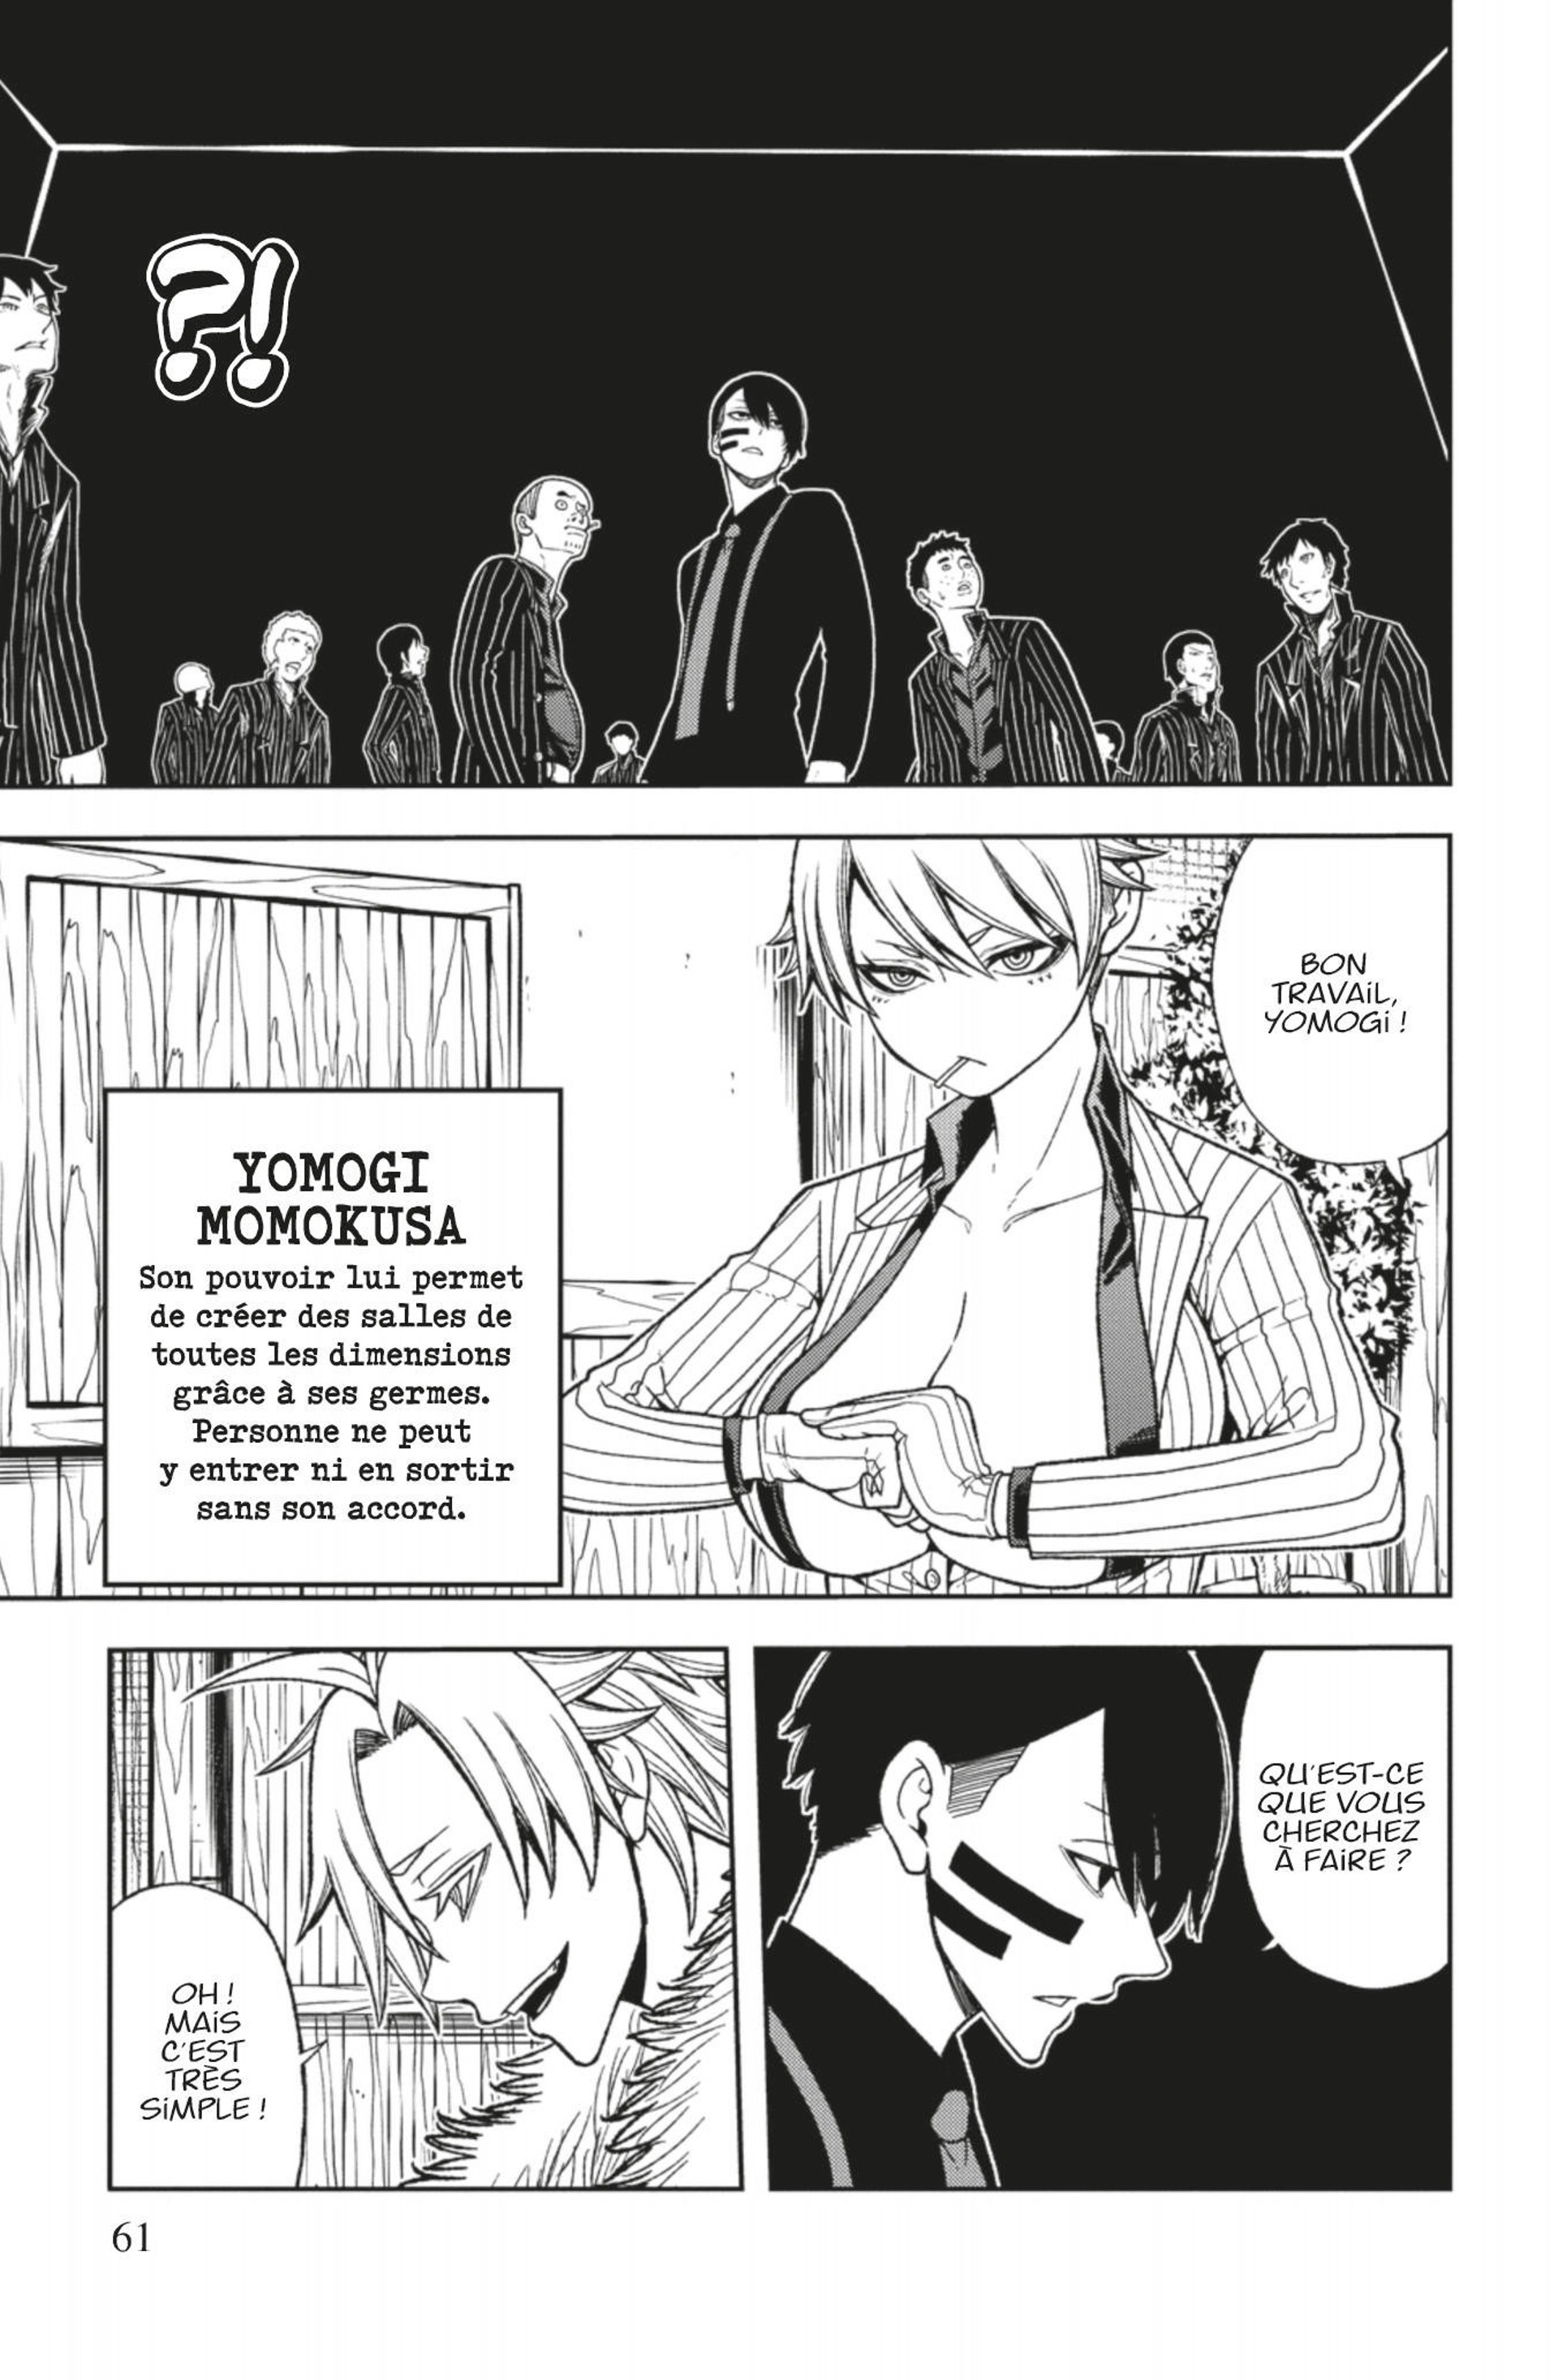 ?!
BON
TRAVAIL,
YOMOGI !
YOMOGI
MOMOKUSA
Son pouvoir lui permet
de créer des salles de
toutes les dimensions
grâce à ses germes.
Personne ne peut
y entrer ni en sortir
sans son accord.
QU'EST-CE
QUE VOUS
CHERCHEZ
À FAIRE ?
OH !
MAIS
C'EST
TRÈS
SIMPLE !
61